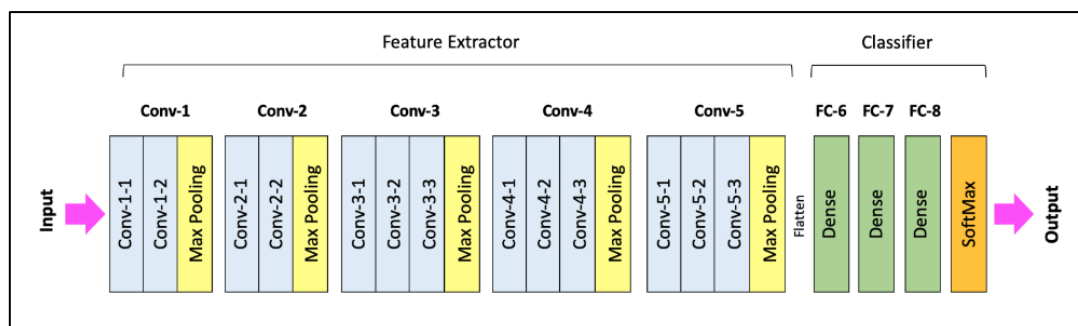 Feature Extractor
Classifier
Conv-1
Conv-2
Conv-3
Conv-4
Conv-5
FC-6
FC-7
FC-8
Input
Conv-1-1
Conv-1-2
Max Pooling
Conv-2-1
Conv-2-2
Max Pooling
Conv-3-1
Conv-3-2
Conv-3-3
Max Pooling
Conv-4-1
Conv-4-2
Conv-4-3
Max Pooling
Conv-5-1
Conv-5-2
Conv-5-3
Max Pooling
Flatten
Dense
Dense
Dense
SoftMax
Output